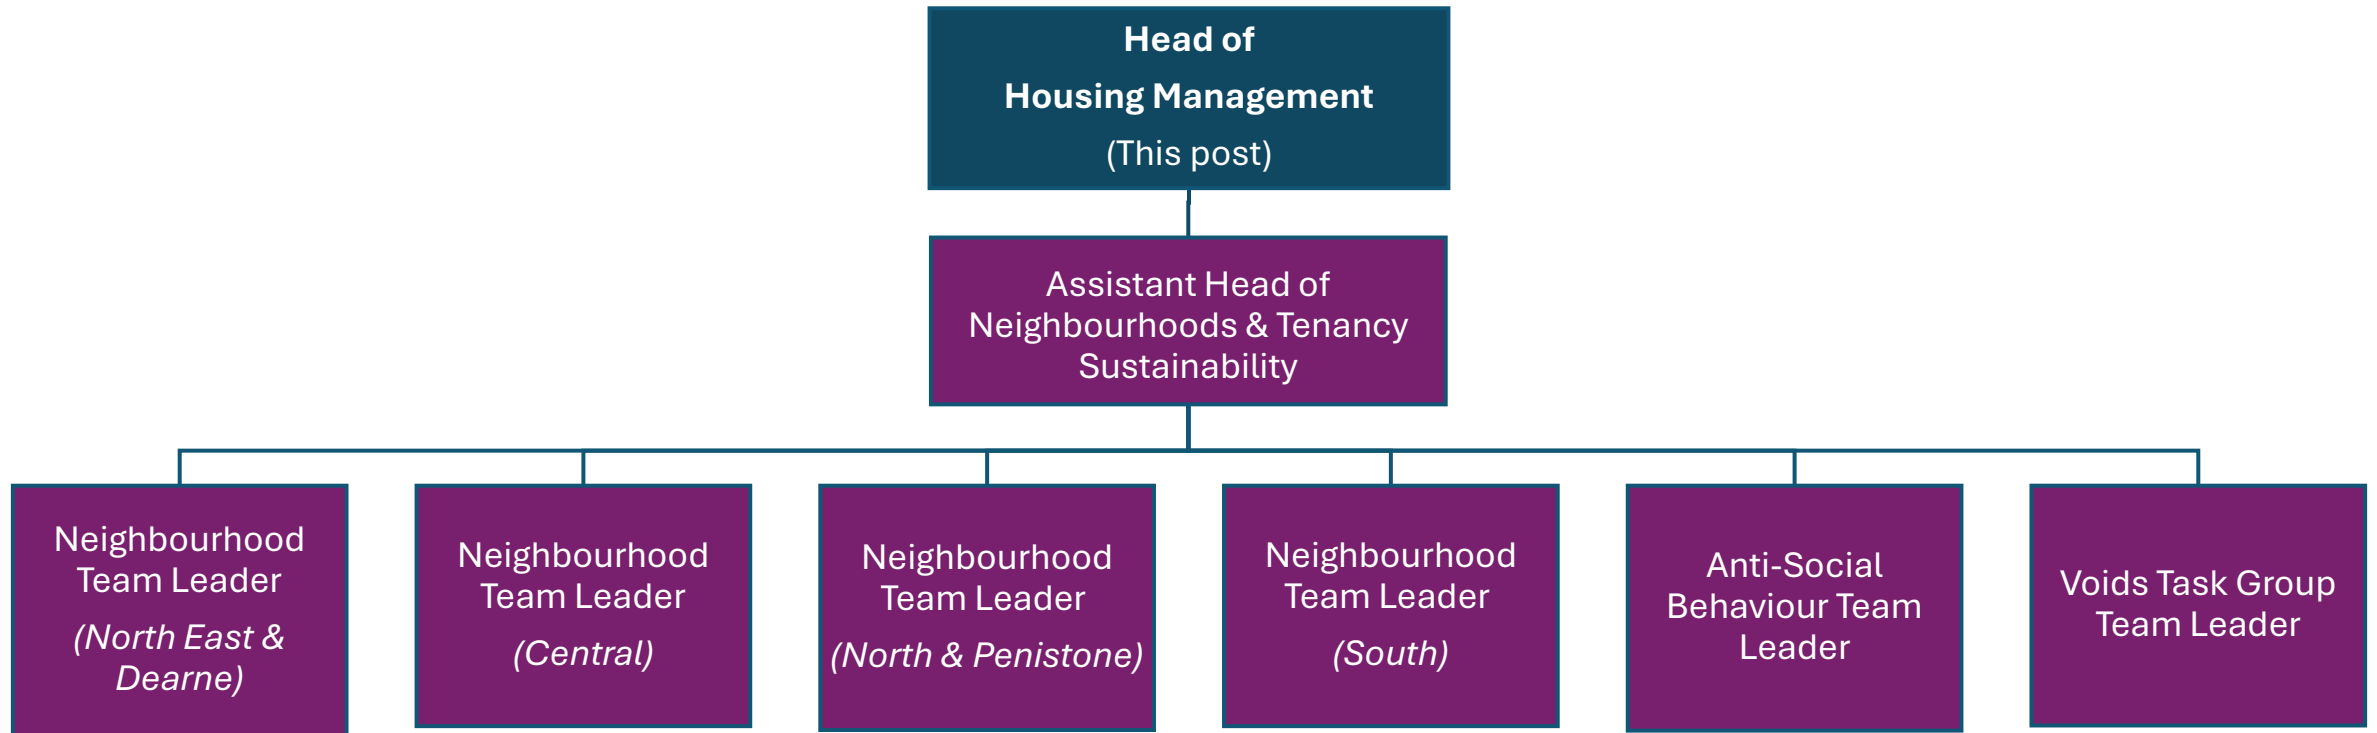 Head of
Housing Management
(This post)
Assistant Head of
Neighbourhoods & Tenancy
Sustainability
Neighbourhood
Team Leader
(North East &
Dearne)
Neighbourhood
Team Leader
(Central)
Neighbourhood
Team Leader
(North & Penistone)
Neighbourhood
Team Leader
(South)
Anti-Social
Behaviour Team
Leader
Voids Task Group
Team Leader